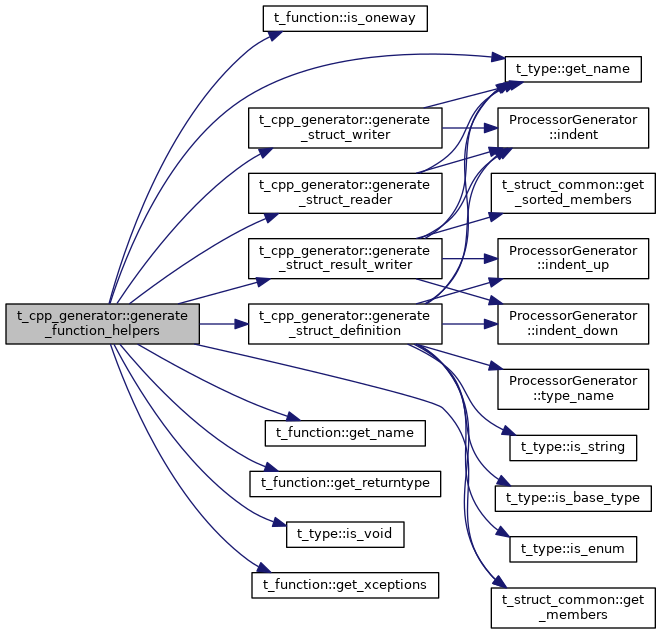 t_cpp_generator::generate
_function_helpers
t_function::is_oneway
t_cpp_generator::generate
_struct_writer
t_cpp_generator::generate
_struct_reader
t_cpp_generator::generate
_struct_result_writer
t_cpp_generator::generate
_struct_definition
t_function::get_name
t_function::get_returntype
t_type::is_void
t_function::get_xceptions
t_type::get_name
ProcessorGenerator
::indent
t_struct_common::get
_sorted_members
ProcessorGenerator
::indent_up
ProcessorGenerator
::indent_down
ProcessorGenerator
::type_name
t_type::is_string
t_type::is_base_type
t_type::is_enum
t_struct_common::get
_members